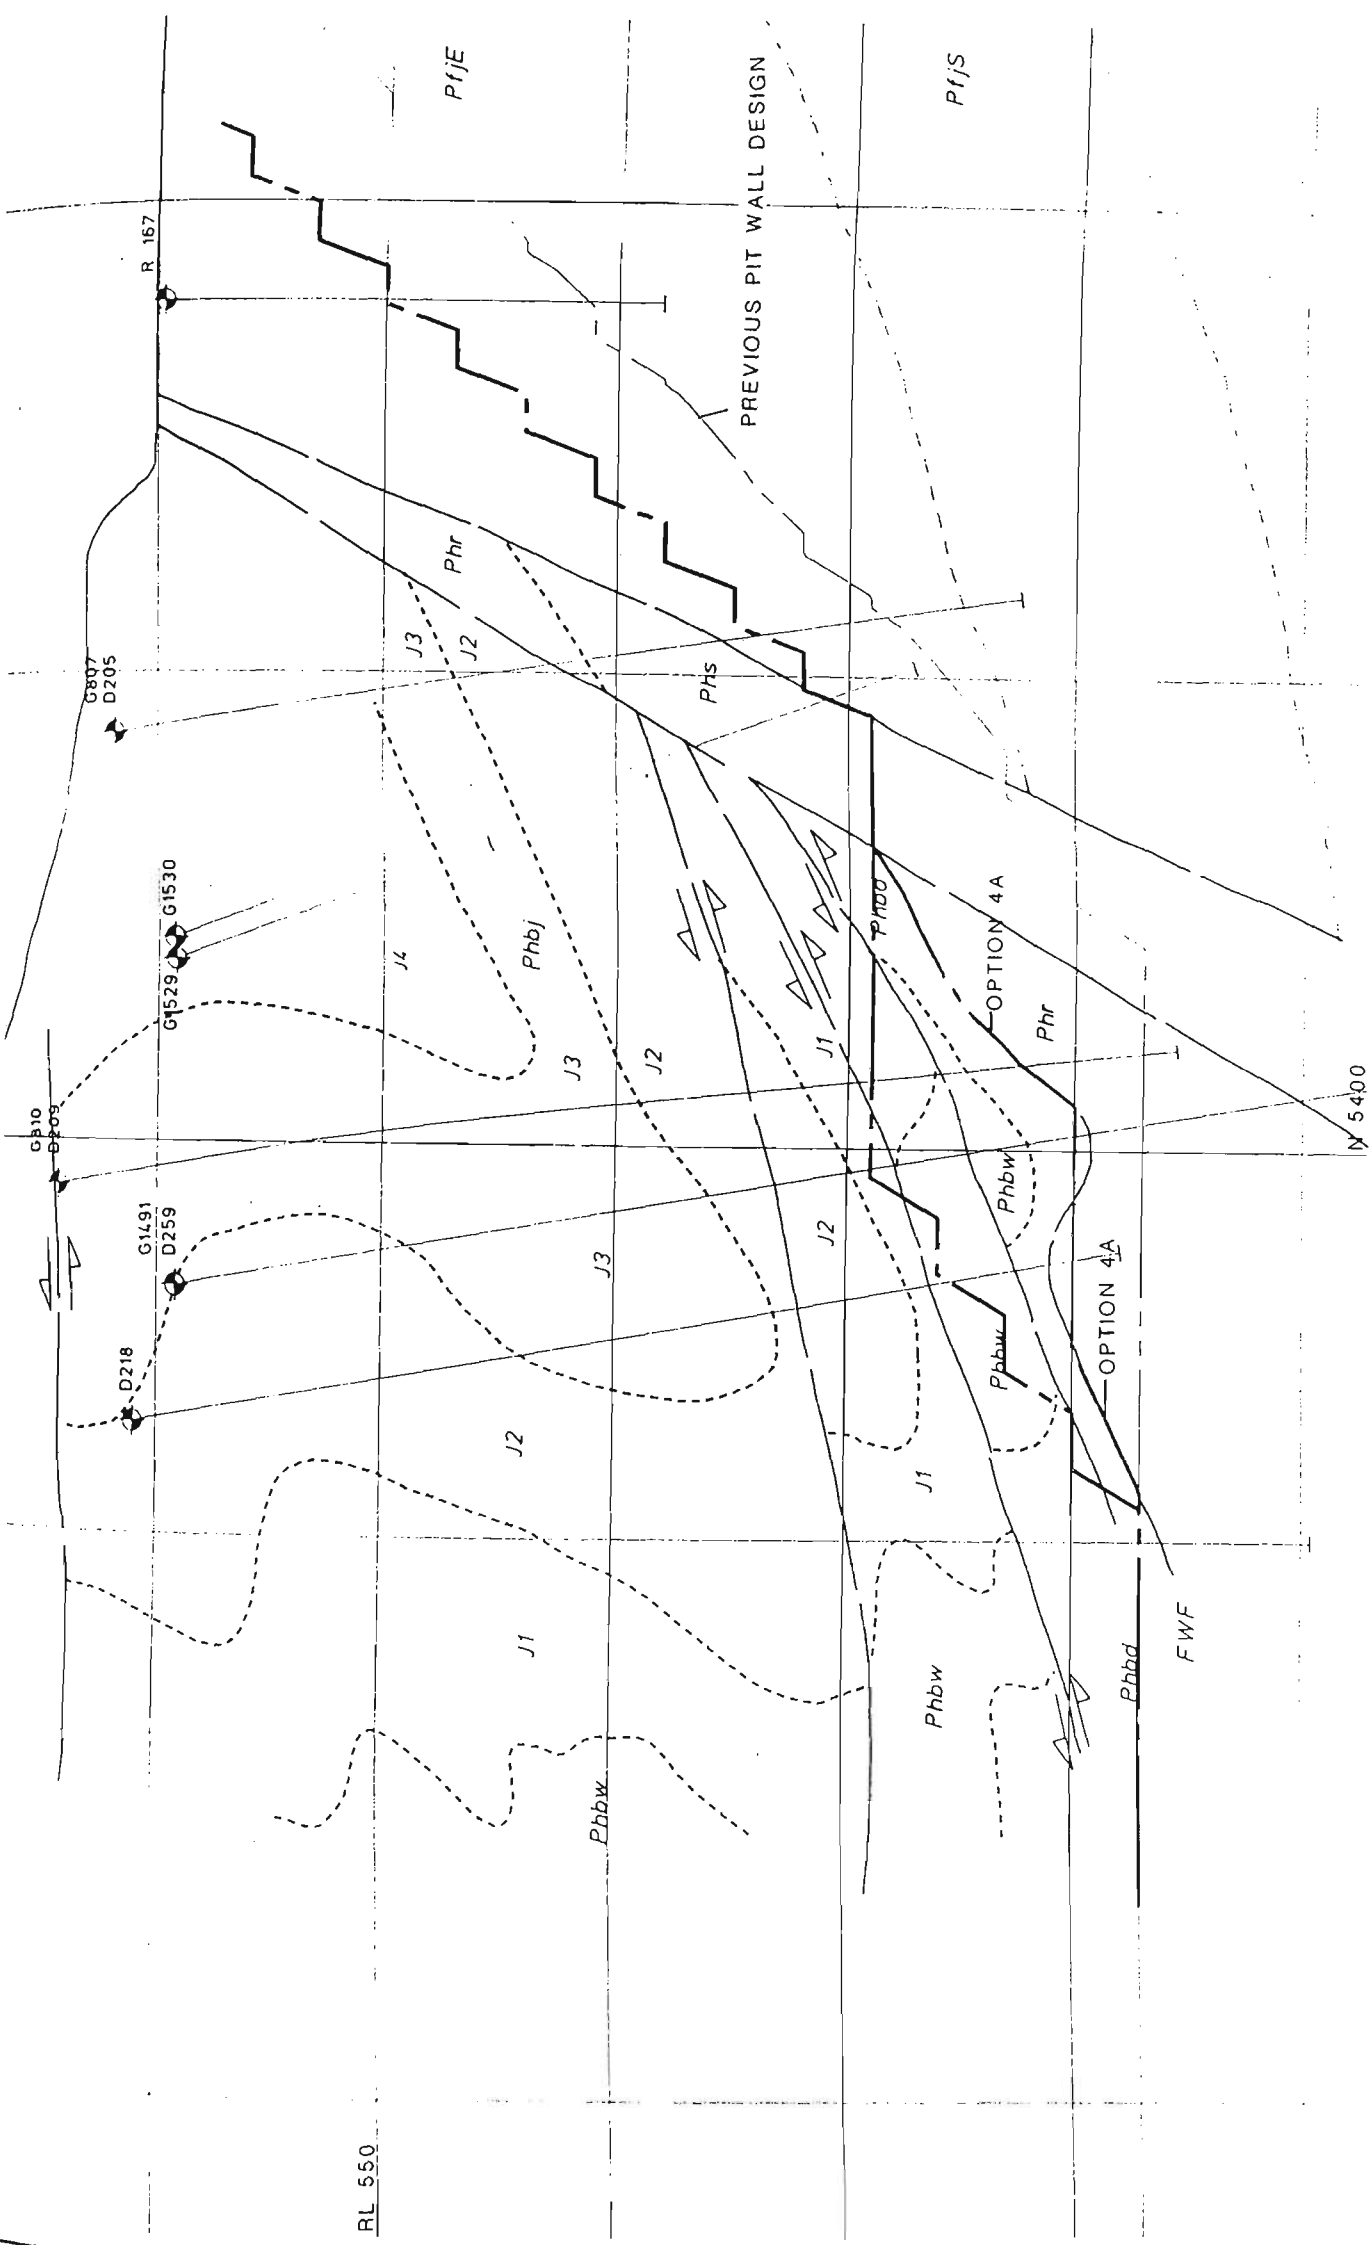 RL 550
D218
G1491
D259
G810
D209
G1529
G1530
G807
D205
R 167
PfjE
PfjS
PREVIOUS PIT WALL DESIGN
Phr
J3
J2
Phs
J4
Phbj
J3
J2
J1
Phbd
OPTION 4A
Phr
J3
J2
Phbw
Phbw
OPTION 4A
J2
J1
J1
Phbw
Phbw
Phbd
FWF
N 5400